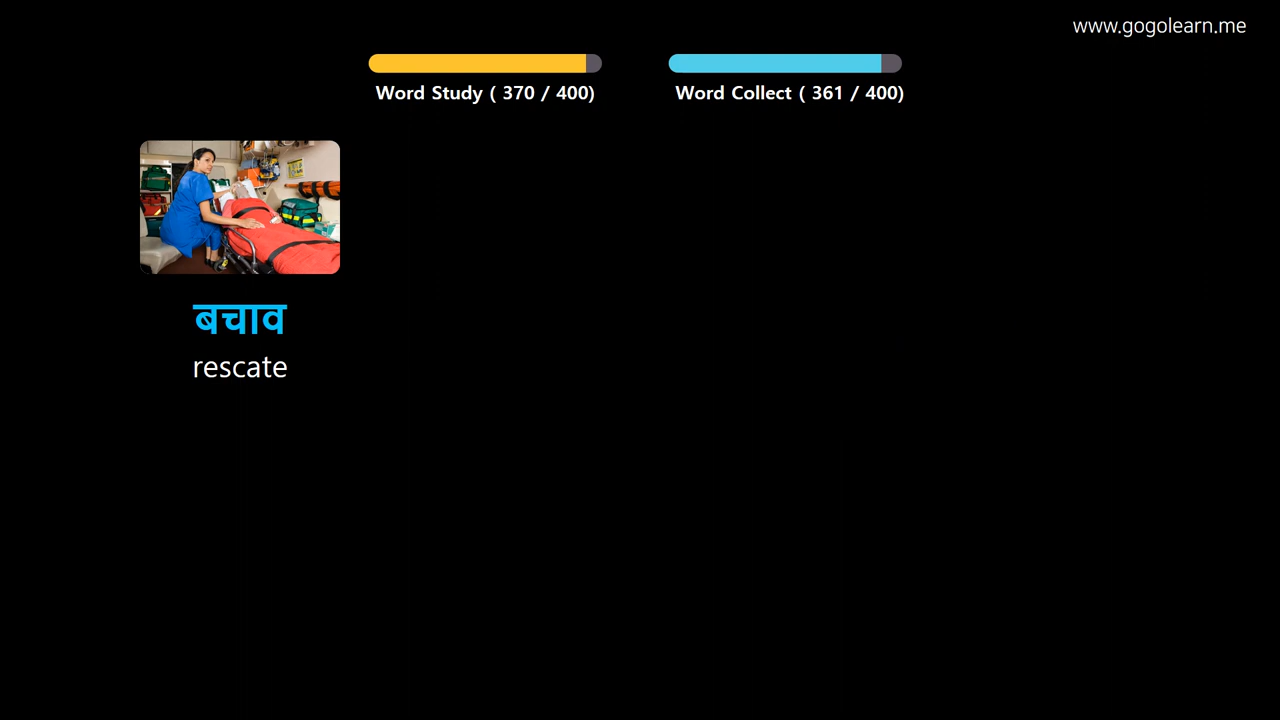 www.gogolearn.me
Word Study ( 370 / 400)
Word Collect ( 361 / 400)
बचाव
rescate